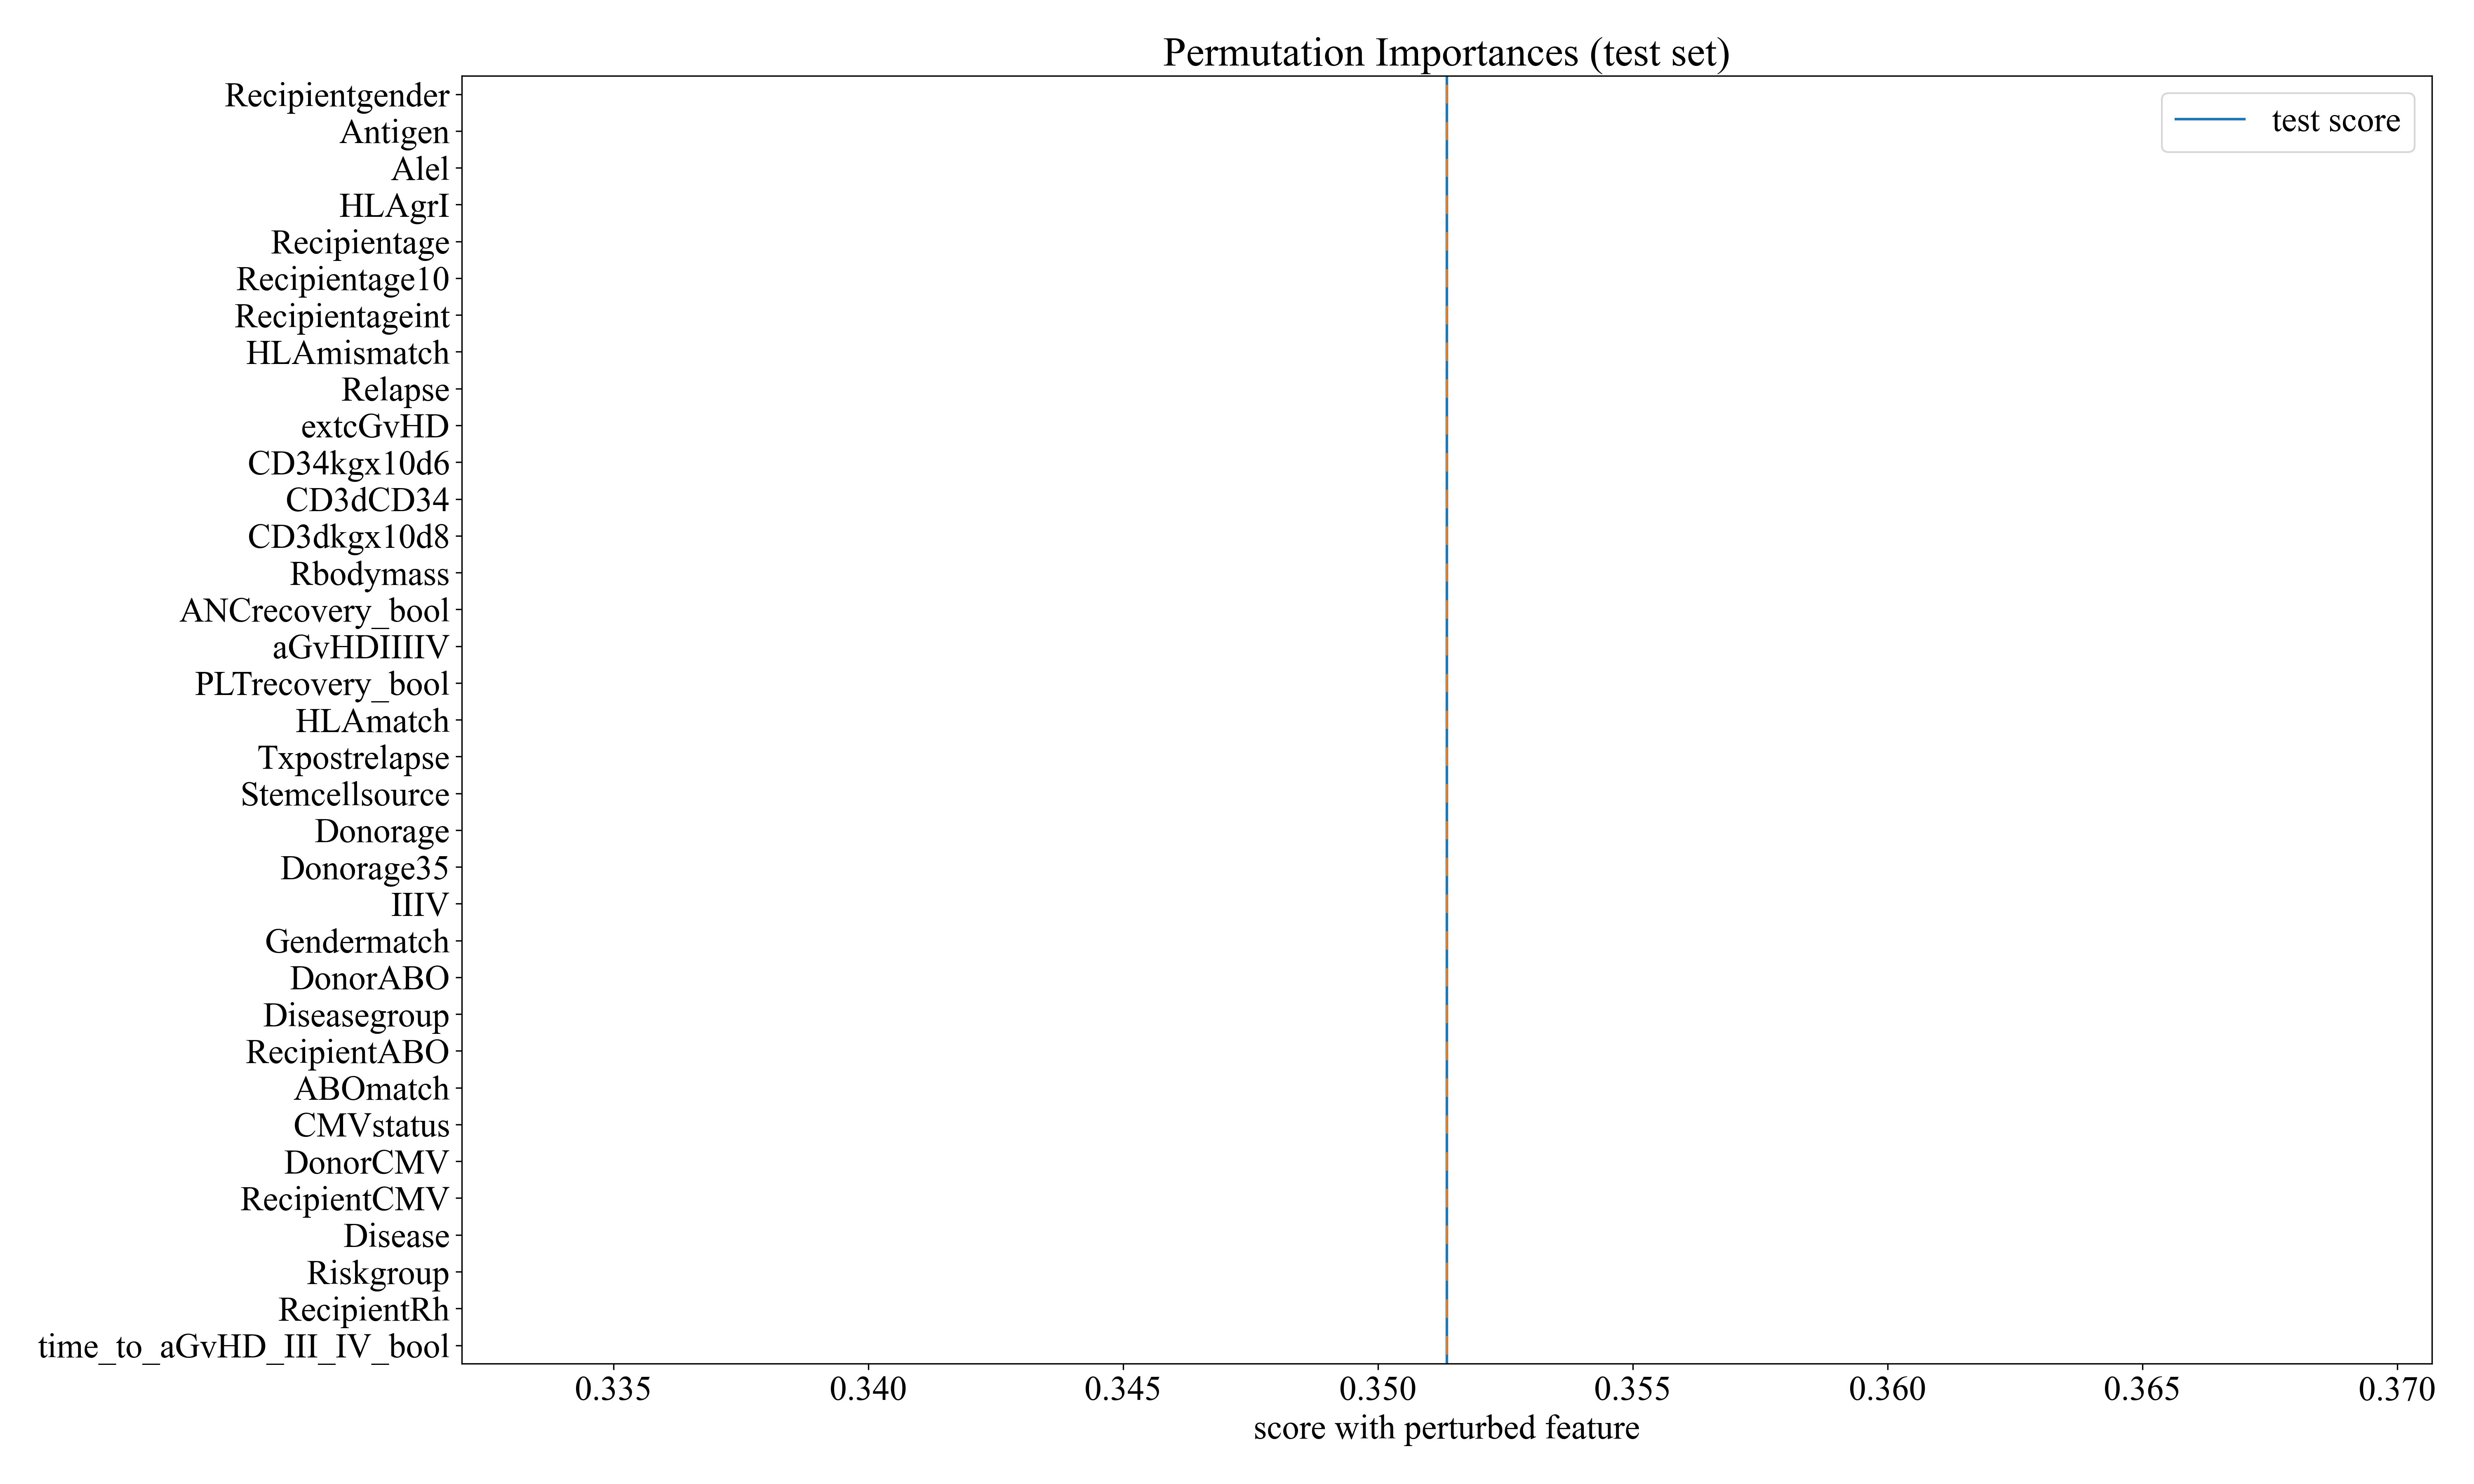 Permutation Importances (test set)
test score
Recipientgender
Antigen
Alel
HLAgrI
Recipientage
Recipientage10
Recipientageint
HLAmismatch
Relapse
extcGvHD
CD34kgx10d6
CD3dCD34
CD3dkgx10d8
Rbodymass
ANCrecovery_bool
aGvHDIIIIV
PLTrecovery_bool
HLAmatch
Txpostrelapse
Stemcellsource
Donorage
Donorage35
IIIV
Gendermatch
DonorABO
Diseasegroup
RecipientABO
ABOmatch
CMVstatus
DonorCMV
RecipientCMV
Disease
Riskgroup
RecipientRh
time_to_aGvHD_III_IV_bool
0.335 0.340 0.345 0.350 0.355 0.360 0.365 0.370
score with perturbed feature